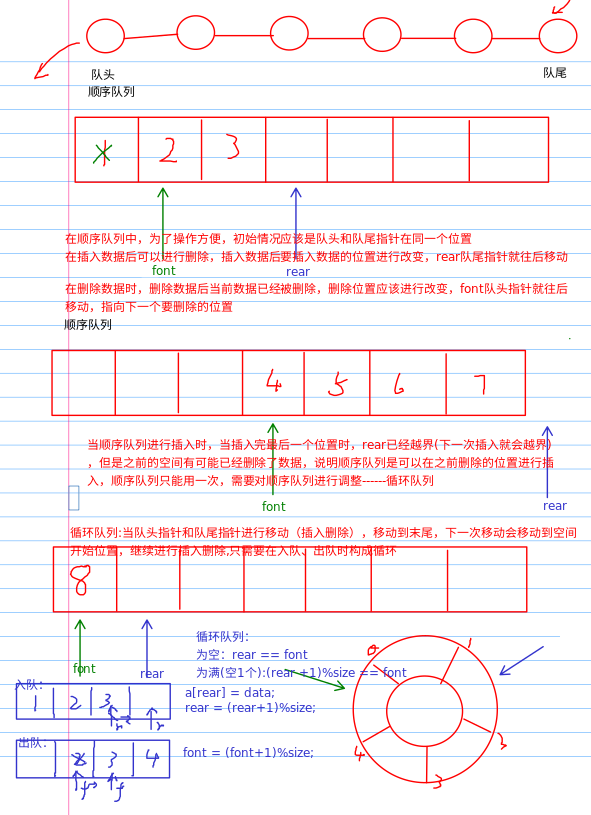 队头
队尾
顺序队列
1 2 3
font
rear
在顺序队列中，为了操作方便，初始情况应该是队头和队尾指针在同一个位置
在插入数据后可以进行删除，插入数据后要插入数据的位置进行改变，rear队尾指针就往后移动
在删除数据时，删除数据后当前数据已经被删除，删除位置应该进行改变，font队头指针就往后
移动，指向下一个要删除的位置
顺序队列
4 5 6 7
当顺序队列进行插入时，当插入完最后一个位置时，rear已经越界(下一次插入就会越界)
，但是之前的空间有可能已经删除了数据，说明顺序队列是可以在之前删除的位置进行插
入，顺序队列只能用一次，需要对顺序队列进行调整------循环队列
font
rear
循环队列:当队头指针和队尾指针进行移动（插入删除），移动到末尾，下一次移动会移动到空间
开始位置，继续进行插入删除,只需要在入队、出队时构成循环
8
font
rear
循环队列:
为空：rear == font
为满(空1个):(rear +1)%size == font
入队:
1 2 3
r r
a[rear] = data;
rear = (rear+1)%size;
出队:
2 3 4
f f
font = (font+1)%size;
0 1
4 3
3